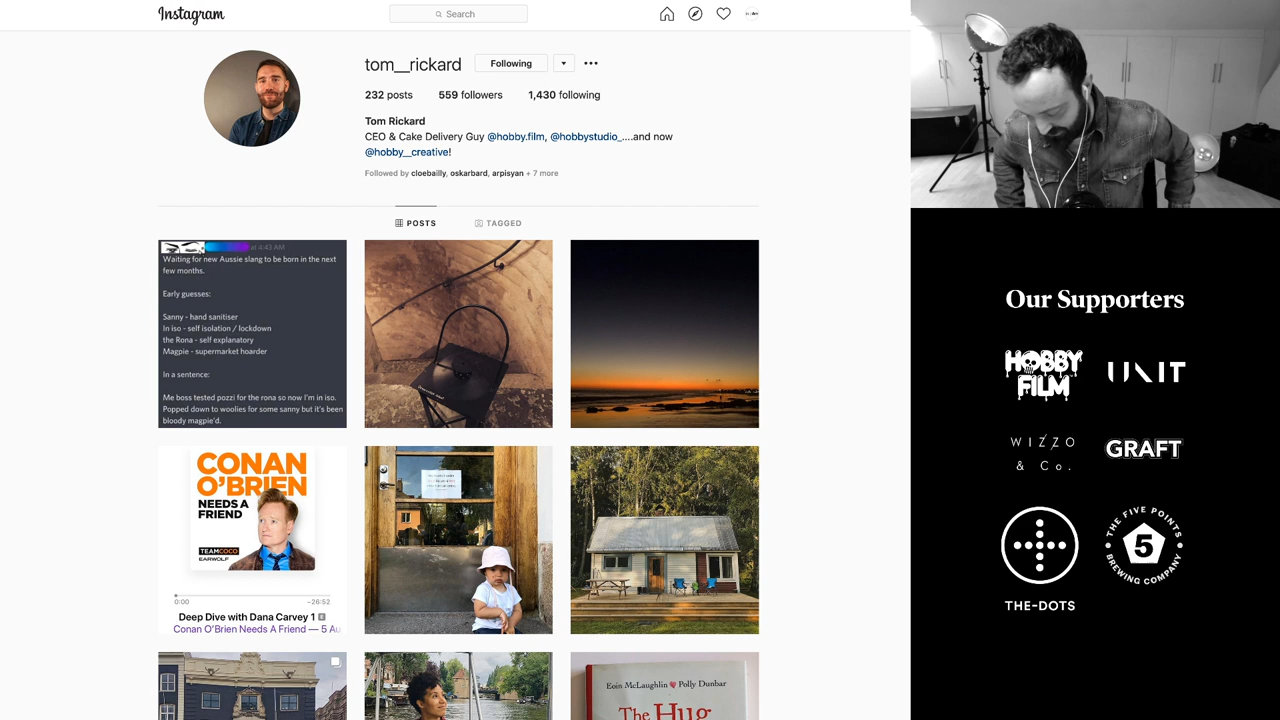 Instagram
Search
tom__rickard
Following
232 posts 559 followers 1,430 following
Tom Rickard
CEO & Cake Delivery Guy @hobby.film, @hobbystudio_....and now
@hobby__creative!
Followed by cloebailly, oskarbard, arpisyan + 7 more
POSTS
TAGGED
at 4:43 AM
Waiting for new Aussie slang to be born in the next
few months.
Early guesses:
Sanny - hand sanitiser
In iso - self isolation / lockdown
the Rona - self explanatory
Magpie - supermarket hoarder
In a sentence:
Me boss tested pozzi for the rona so now I'm in iso.
Popped down to woolies for some sanny but it's been
bloody magpie'd.
CONAN
O'BRIEN
NEEDS A
FRIEND
TEAMCOCO
EARWOLF
0:00 −26:52
Deep Dive with Dana Carvey 1 E
Conan O'Brien Needs A Friend — 5 Au
Eoin McLaughlin Polly Dunbar
The Hug
Our Supporters
HOBBY
FILM
UNIT
WIZZO
& Co.
GRAFT
THE-DOTS
THE FIVE POINTS
5
BREWING COMPANY